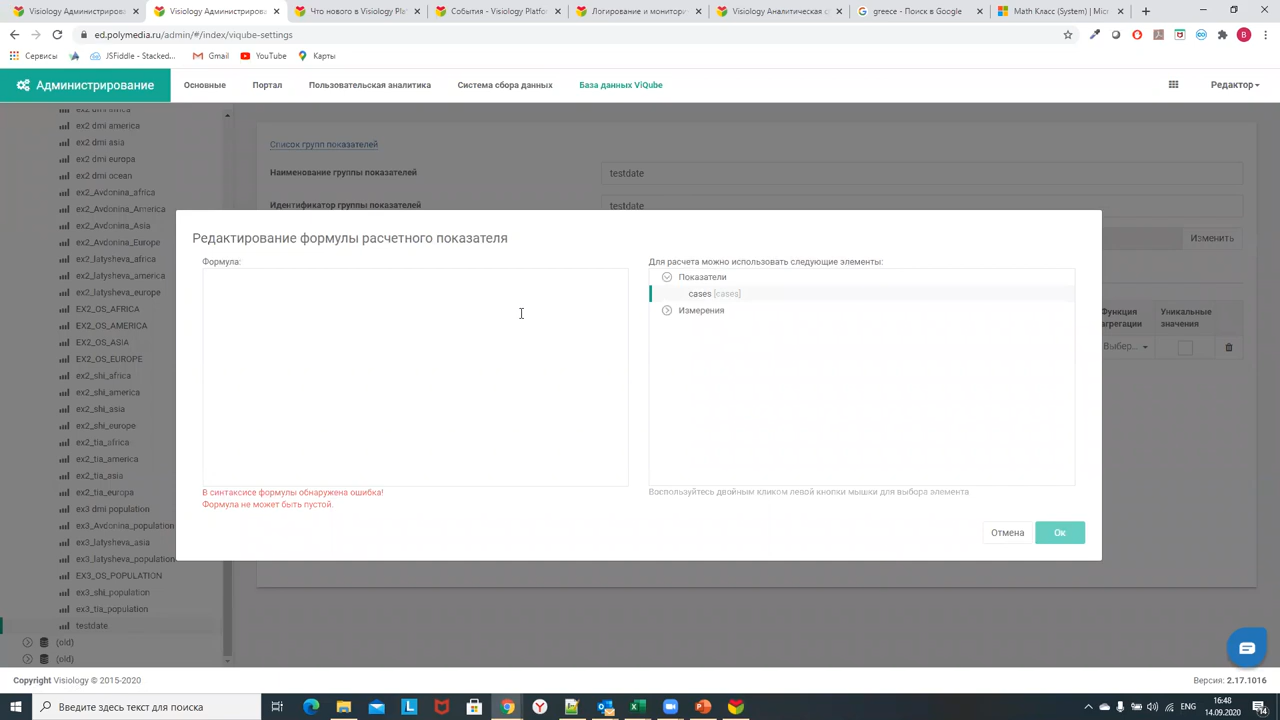 Visiology Администрирован
Visiology Администрирован
Что нового в Visiology Pl
События - Visiology Platfor
Логирование и монитори
Visiology Аналитическая с
greece - Поиск в Google
Math Класс (System) | Micr
ed.polymedia.ru/admin/#/index/viqube-settings
Сервисы
JSFiddle - Stacked...
Gmail
YouTube
Карты
Администрирование
Основные
Портал
Пользовательская аналитика
Система сбора данных
База данных ViQube
Редактор
ex2 dmi africa
ex2 dmi america
ex2 dmi asia
ex2 dmi europa
ex2 dmi ocean
ex2_Avdonina_africa
ex2_Avdonina_America
ex2_Avdonina_Asia
ex2_Avdonina_Europe
ex2_latysheva_africa
ex2_latysheva_america
ex2_latysheva_europe
EX2_OS_AFRICA
EX2_OS_AMERICA
EX2_OS_ASIA
EX2_OS_EUROPE
ex2_shi_africa
ex2_shi_america
ex2_shi_asia
ex2_shi_europe
ex2_tia_africa
ex2_tia_america
ex2_tia_asia
ex2_tia_europa
ex3 dmi population
ex3_Avdonina_population
ex3_latysheva_asia
ex3_latysheva_population
EX3_OS_POPULATION
ex3_shi_population
ex3_tia_population
testdate
(old)
(old)
Список групп показателей
Наименование группы показателей
testdate
Идентификатор группы показателей
testdate
Изменить
Функция агрегации
Уникальные значения
Выбер...
Редактирование формулы расчетного показателя
Формула:
В синтаксисе формулы обнаружена ошибка!
Формула не может быть пустой.
Для расчета можно использовать следующие элементы:
Показатели
cases [cases]
Измерения
Воспользуйтесь двойным кликом левой кнопки мышки для выбора элемента
Отмена
Ок
Copyright Visiology © 2015-2020
Версия: 2.17.1016
Введите здесь текст для поиска
ENG
16:48
14.09.2020